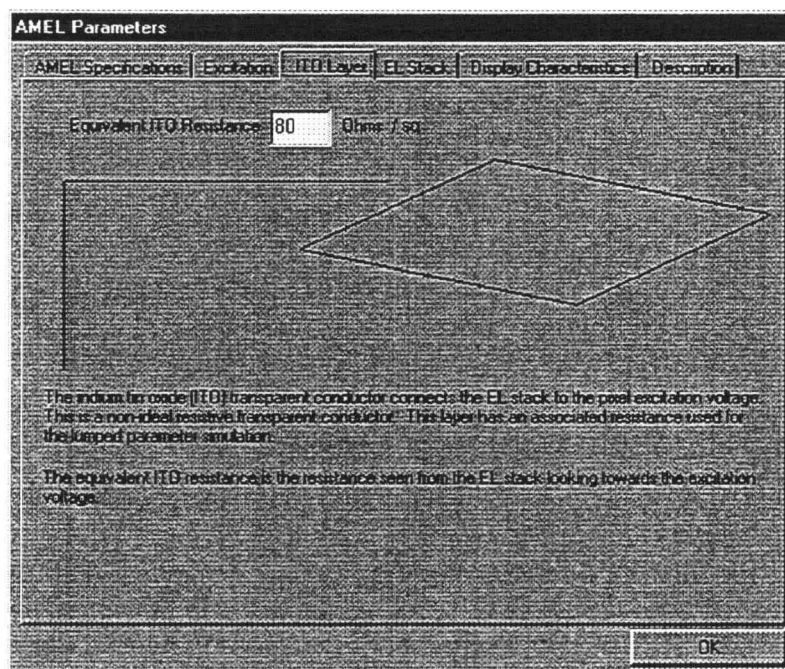 AMEL Parameters
AMEL Specifications Excitation ITO Layer EL Stack Display Characteristics Description
Equivalent ITO Resistance 80 Ohms / sq
The indium tin oxide (ITO) transparent conductor connects the EL stack to the pixel excitation voltage.
This is a non-ideal resistive transparent conductor. This layer has an associated resistance used for
the lumped parameter simulation.
The equivalent ITO resistance is the resistance seen from the EL stack looking towards the excitation
voltage.
OK